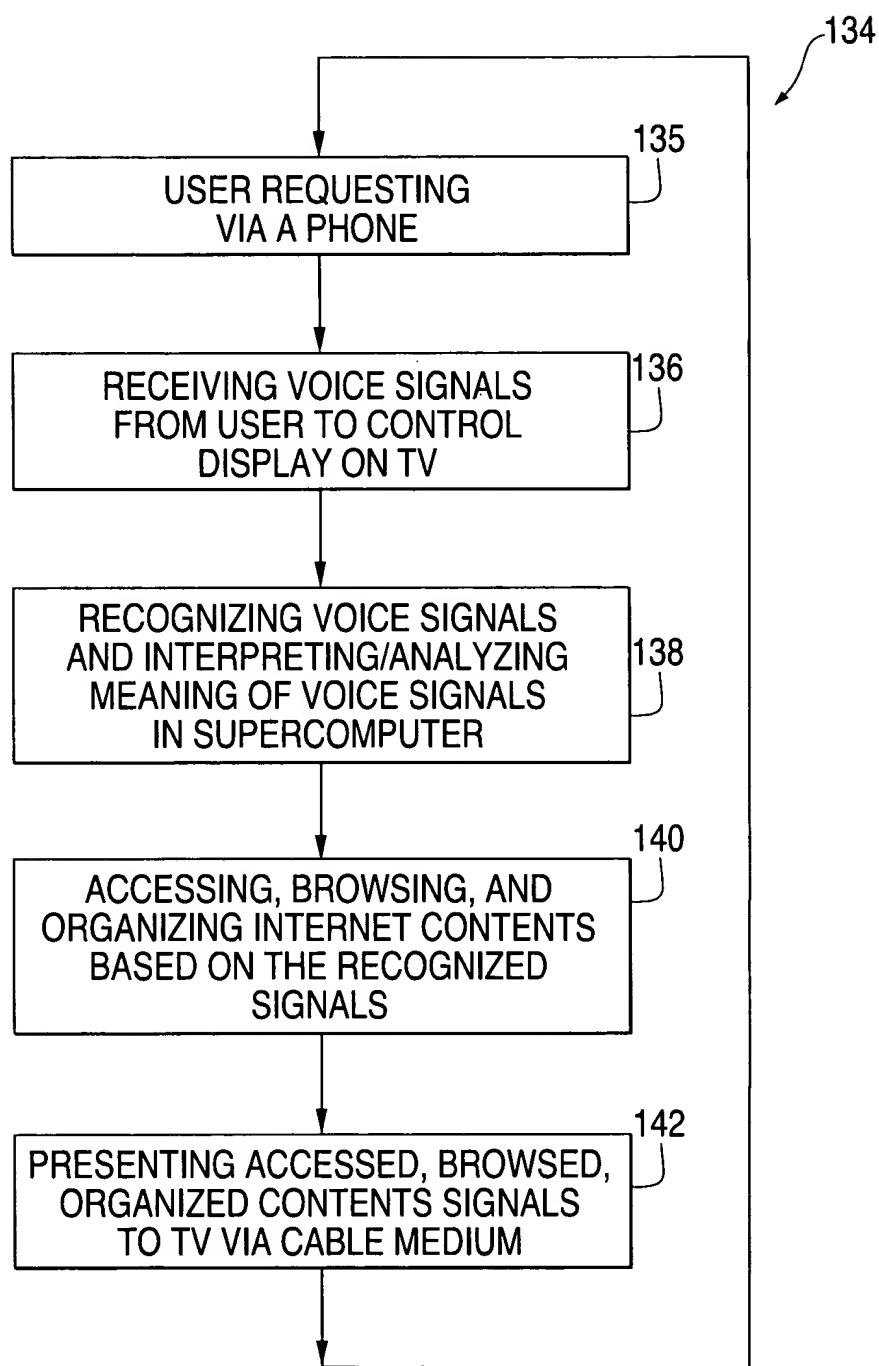 134
135
USER REQUESTING
VIA A PHONE
136
RECEIVING VOICE SIGNALS
FROM USER TO CONTROL
DISPLAY ON TV
138
RECOGNIZING VOICE SIGNALS
AND INTERPRETING/ANALYZING
MEANING OF VOICE SIGNALS
IN SUPERCOMPUTER
140
ACCESSING, BROWSING, AND
ORGANIZING INTERNET CONTENTS
BASED ON THE RECOGNIZED
SIGNALS
142
PRESENTING ACCESSED, BROWSED,
ORGANIZED CONTENTS SIGNALS
TO TV VIA CABLE MEDIUM